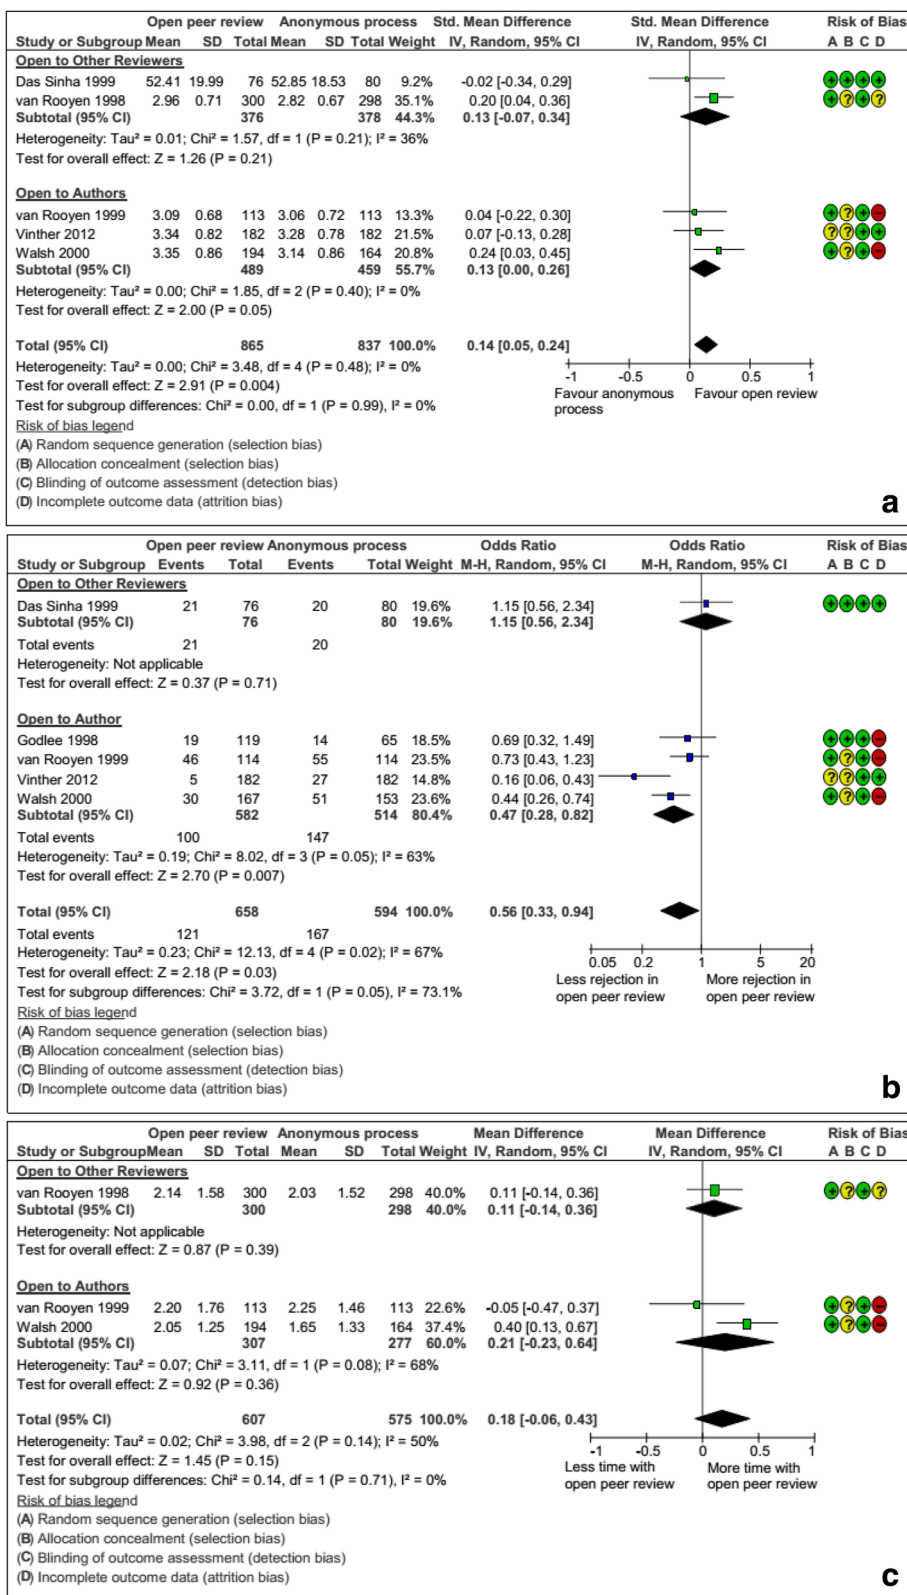 Open peer review Anonymous process Std. Mean Difference Std. Mean Difference Risk of Bias
Study or Subgroup Mean SD Total Mean SD Total Weight IV, Random, 95% CI IV, Random, 95% CI A B C D
Open to Other Reviewers
Das Sinha 1999 52.41 19.99 76 52.85 18.53 80 9.2% -0.02 [-0.34, 0.29] + + + +
van Rooyen 1998 2.96 0.71 300 2.82 0.67 298 35.1% 0.20 [0.04, 0.36] + ? + ?
Subtotal (95% CI) 376 378 44.3% 0.13 [-0.07, 0.34]
Heterogeneity: Tau² = 0.01; Chi² = 1.57, df = 1 (P = 0.21); I² = 36%
Test for overall effect: Z = 1.26 (P = 0.21)
Open to Authors
van Rooyen 1999 3.09 0.68 113 3.06 0.72 113 13.3% 0.04 [-0.22, 0.30] + ? + -
Vinther 2012 3.34 0.82 182 3.28 0.78 182 21.5% 0.07 [-0.13, 0.28] ? ? + +
Walsh 2000 3.35 0.86 194 3.14 0.86 164 20.8% 0.24 [0.03, 0.45] + ? + -
Subtotal (95% CI) 489 459 55.7% 0.13 [0.00, 0.26]
Heterogeneity: Tau² = 0.00; Chi² = 1.85, df = 2 (P = 0.40); I² = 0%
Test for overall effect: Z = 2.00 (P = 0.05)
Total (95% CI) 865 837 100.0% 0.14 [0.05, 0.24]
Heterogeneity: Tau² = 0.00; Chi² = 3.48, df = 4 (P = 0.48); I² = 0%
Test for overall effect: Z = 2.91 (P = 0.004)
Test for subgroup differences: Chi² = 0.00, df = 1 (P = 0.99), I² = 0%
-1 -0.5 0 0.5 1
Favour anonymous process Favour open review
Risk of bias legend
(A) Random sequence generation (selection bias)
(B) Allocation concealment (selection bias)
(C) Blinding of outcome assessment (detection bias)
(D) Incomplete outcome data (attrition bias)
a
Open peer review Anonymous process Odds Ratio Odds Ratio Risk of Bias
Study or Subgroup Events Total Events Total Weight M-H, Random, 95% CI M-H, Random, 95% CI A B C D
Open to Other Reviewers
Das Sinha 1999 21 76 20 80 19.6% 1.15 [0.56, 2.34] + + + +
Subtotal (95% CI) 76 80 19.6% 1.15 [0.56, 2.34]
Total events 21 20
Heterogeneity: Not applicable
Test for overall effect: Z = 0.37 (P = 0.71)
Open to Author
Godlee 1998 19 119 14 65 18.5% 0.69 [0.32, 1.49] + + + -
van Rooyen 1999 46 114 55 114 23.5% 0.73 [0.43, 1.23] + ? + -
Vinther 2012 5 182 27 182 14.8% 0.16 [0.06, 0.43] ? ? + +
Walsh 2000 30 167 51 153 23.6% 0.44 [0.26, 0.74] + ? + -
Subtotal (95% CI) 582 514 80.4% 0.47 [0.28, 0.82]
Total events 100 147
Heterogeneity: Tau² = 0.19; Chi² = 8.02, df = 3 (P = 0.05); I² = 63%
Test for overall effect: Z = 2.70 (P = 0.007)
Total (95% CI) 658 594 100.0% 0.56 [0.33, 0.94]
Total events 121 167
Heterogeneity: Tau² = 0.23; Chi² = 12.13, df = 4 (P = 0.02); I² = 67%
Test for overall effect: Z = 2.18 (P = 0.03)
Test for subgroup differences: Chi² = 3.72, df = 1 (P = 0.05), I² = 73.1%
0.05 0.2 1 5 20
Less rejection in open peer review More rejection in open peer review
Risk of bias legend
(A) Random sequence generation (selection bias)
(B) Allocation concealment (selection bias)
(C) Blinding of outcome assessment (detection bias)
(D) Incomplete outcome data (attrition bias)
b
Open peer review Anonymous process Mean Difference Mean Difference Risk of Bias
Study or Subgroup Mean SD Total Mean SD Total Weight IV, Random, 95% CI IV, Random, 95% CI A B C D
Open to Other Reviewers
van Rooyen 1998 2.14 1.58 300 2.03 1.52 298 40.0% 0.11 [-0.14, 0.36] + ? + ?
Subtotal (95% CI) 300 298 40.0% 0.11 [-0.14, 0.36]
Heterogeneity: Not applicable
Test for overall effect: Z = 0.87 (P = 0.39)
Open to Authors
van Rooyen 1999 2.20 1.76 113 2.25 1.46 113 22.6% -0.05 [-0.47, 0.37] + ? + -
Walsh 2000 2.05 1.25 194 1.65 1.33 164 37.4% 0.40 [0.13, 0.67] + ? + -
Subtotal (95% CI) 307 277 60.0% 0.21 [-0.23, 0.64]
Heterogeneity: Tau² = 0.07; Chi² = 3.11, df = 1 (P = 0.08); I² = 68%
Test for overall effect: Z = 0.92 (P = 0.36)
Total (95% CI) 607 575 100.0% 0.18 [-0.06, 0.43]
Heterogeneity: Tau² = 0.02; Chi² = 3.98, df = 2 (P = 0.14); I² = 50%
Test for overall effect: Z = 1.45 (P = 0.15)
Test for subgroup differences: Chi² = 0.14, df = 1 (P = 0.71), I² = 0%
-1 -0.5 0 0.5 1
Less time with open peer review More time with open peer review
Risk of bias legend
(A) Random sequence generation (selection bias)
(B) Allocation concealment (selection bias)
(C) Blinding of outcome assessment (detection bias)
(D) Incomplete outcome data (attrition bias)
c